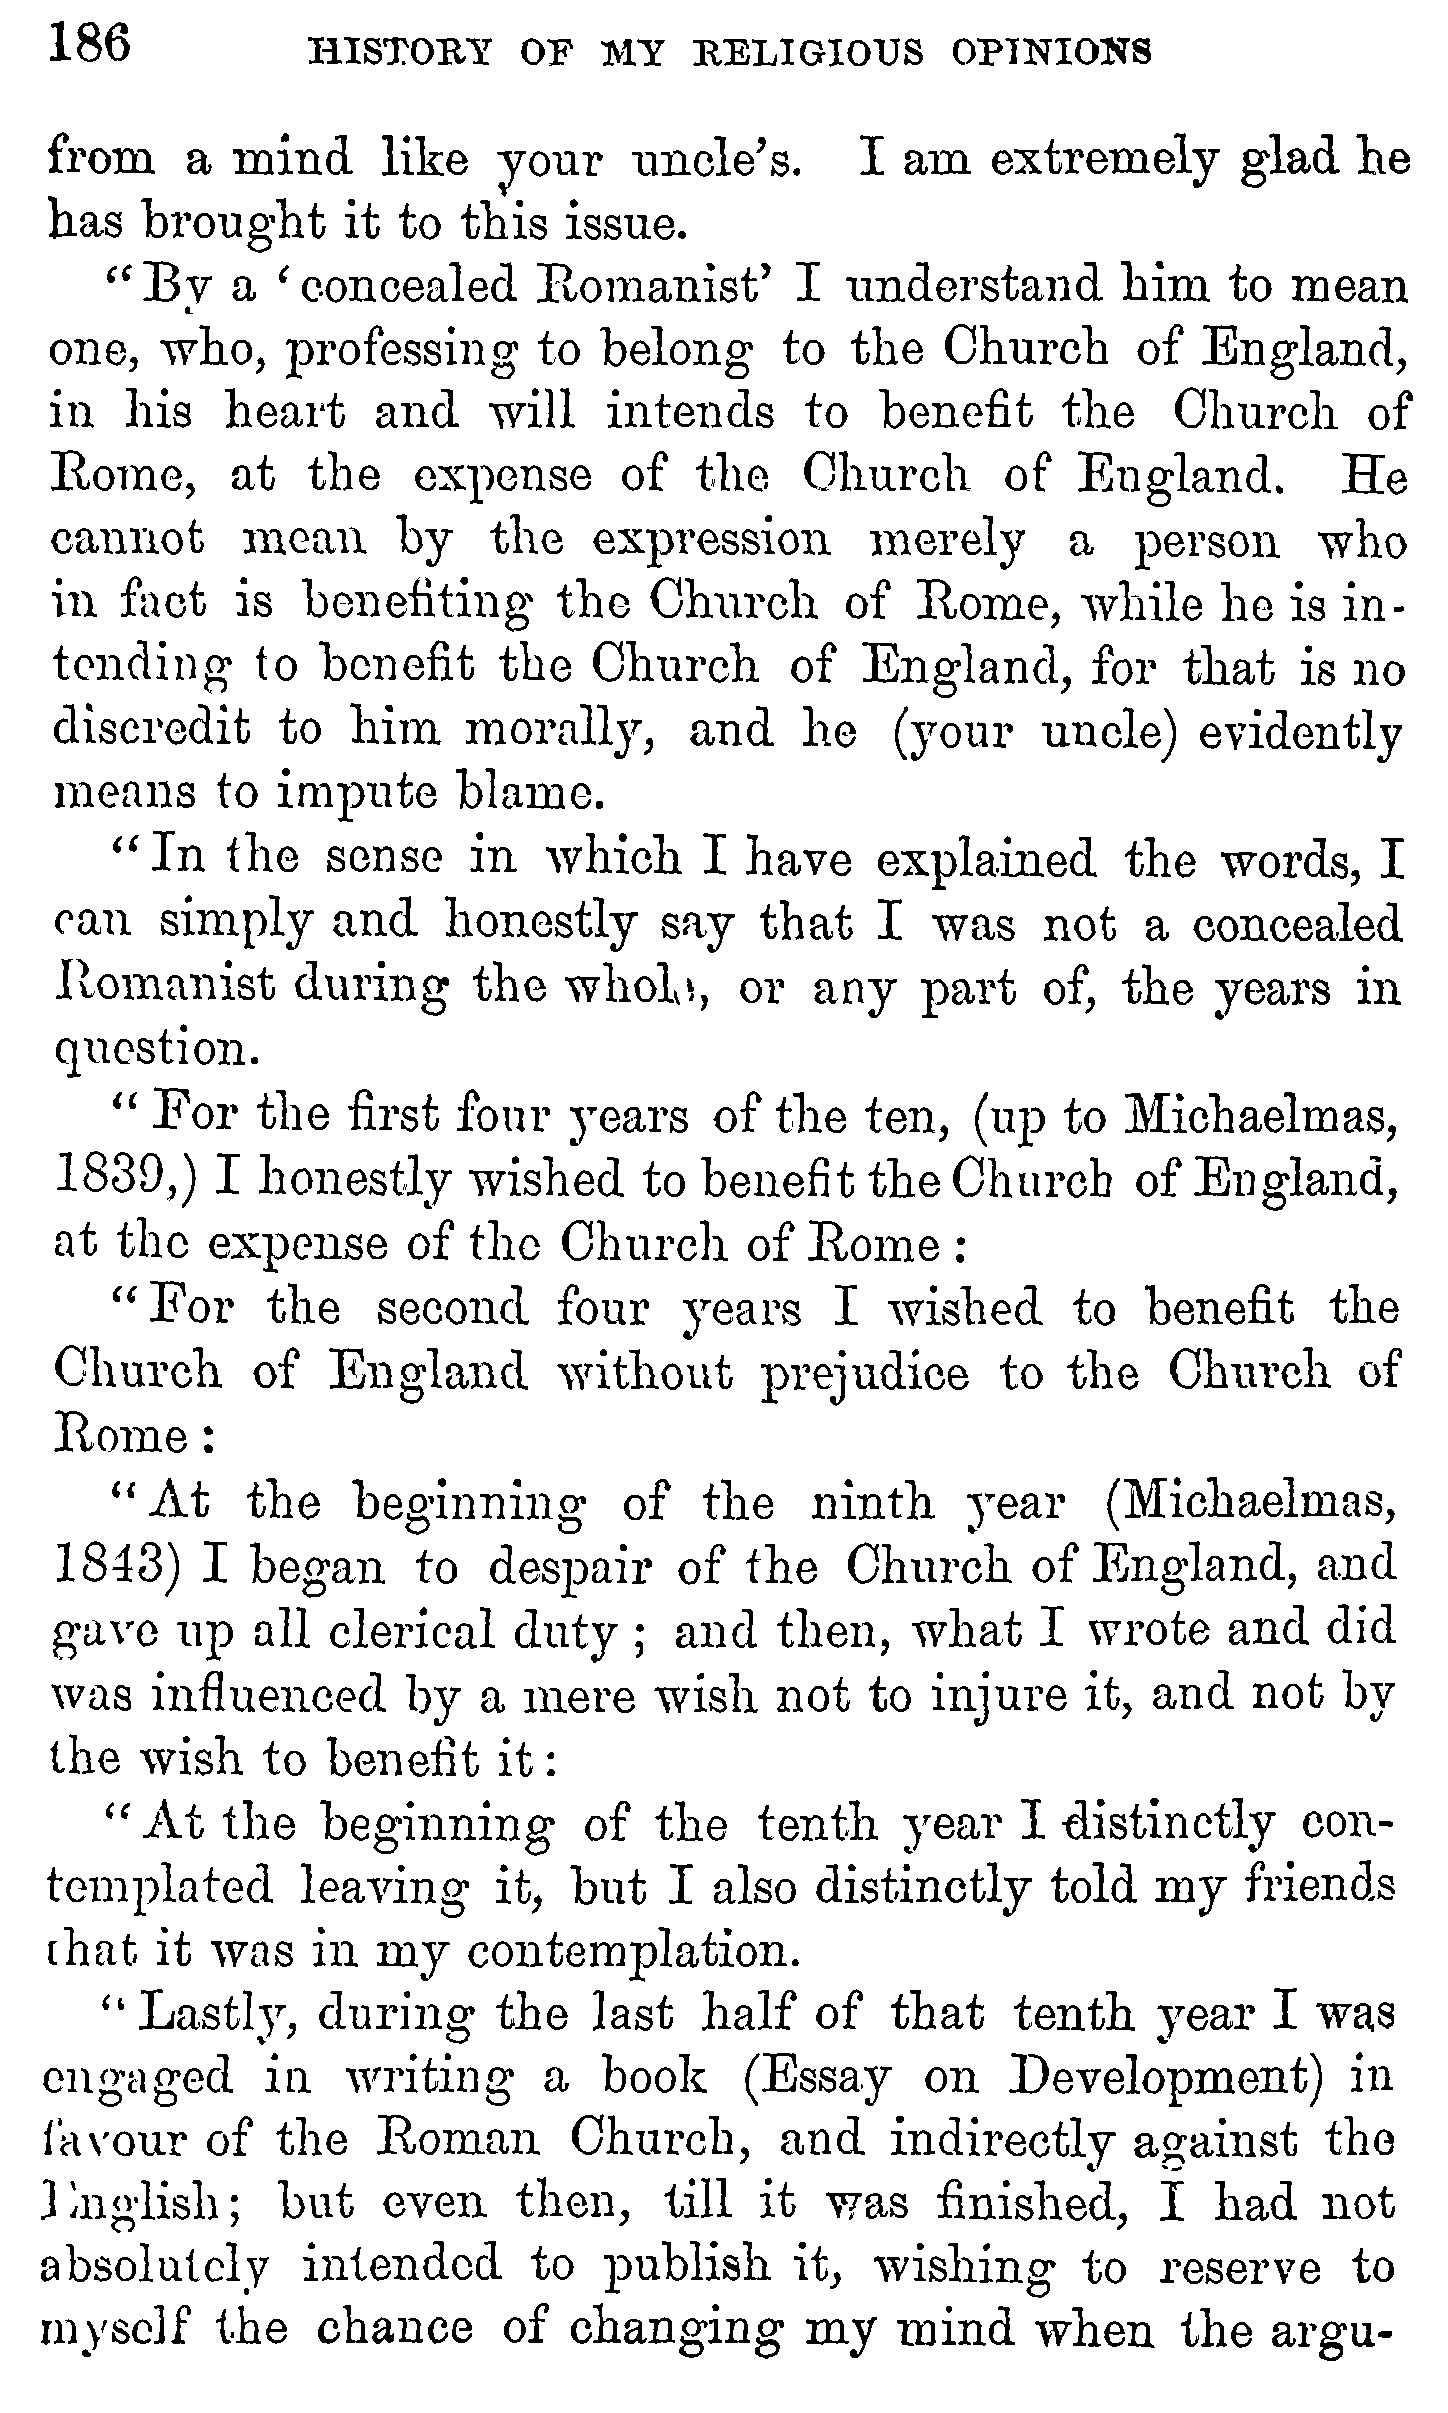 186 HISTORY OF MY RELIGIOUS OPINIONS
from a mind like your uncle's. I am extremely glad he
has brought it to this issue.
"By a 'concealed Romanist' I understand him to mean
one, who, professing to belong to the Church of England,
in his heart and will intends to benefit the Church of
Rome, at the expense of the Church of England. He
cannot mean by the expression merely a person who
in fact is benefiting the Church of Rome, while he is in-
tending to benefit the Church of England, for that is no
discredit to him morally, and he (your uncle) evidently
means to impute blame.
"In the sense in which I have explained the words, I
can simply and honestly say that I was not a concealed
Romanist during the whole, or any part of, the years in
question.
"For the first four years of the ten, (up to Michaelmas,
1839,) I honestly wished to benefit the Church of England,
at the expense of the Church of Rome:
"For the second four years I wished to benefit the
Church of England without prejudice to the Church of
Rome:
"At the beginning of the ninth year (Michaelmas,
1843) I began to despair of the Church of England, and
gave up all clerical duty; and then, what I wrote and did
was influenced by a mere wish not to injure it, and not by
the wish to benefit it:
"At the beginning of the tenth year I distinctly con-
templated leaving it, but I also distinctly told my friends
that it was in my contemplation.
"Lastly, during the last half of that tenth year I was
engaged in writing a book (Essay on Development) in
favour of the Roman Church, and indirectly against the
English; but even then, till it was finished, I had not
absolutely intended to publish it, wishing to reserve to
myself the chance of changing my mind when the argu-